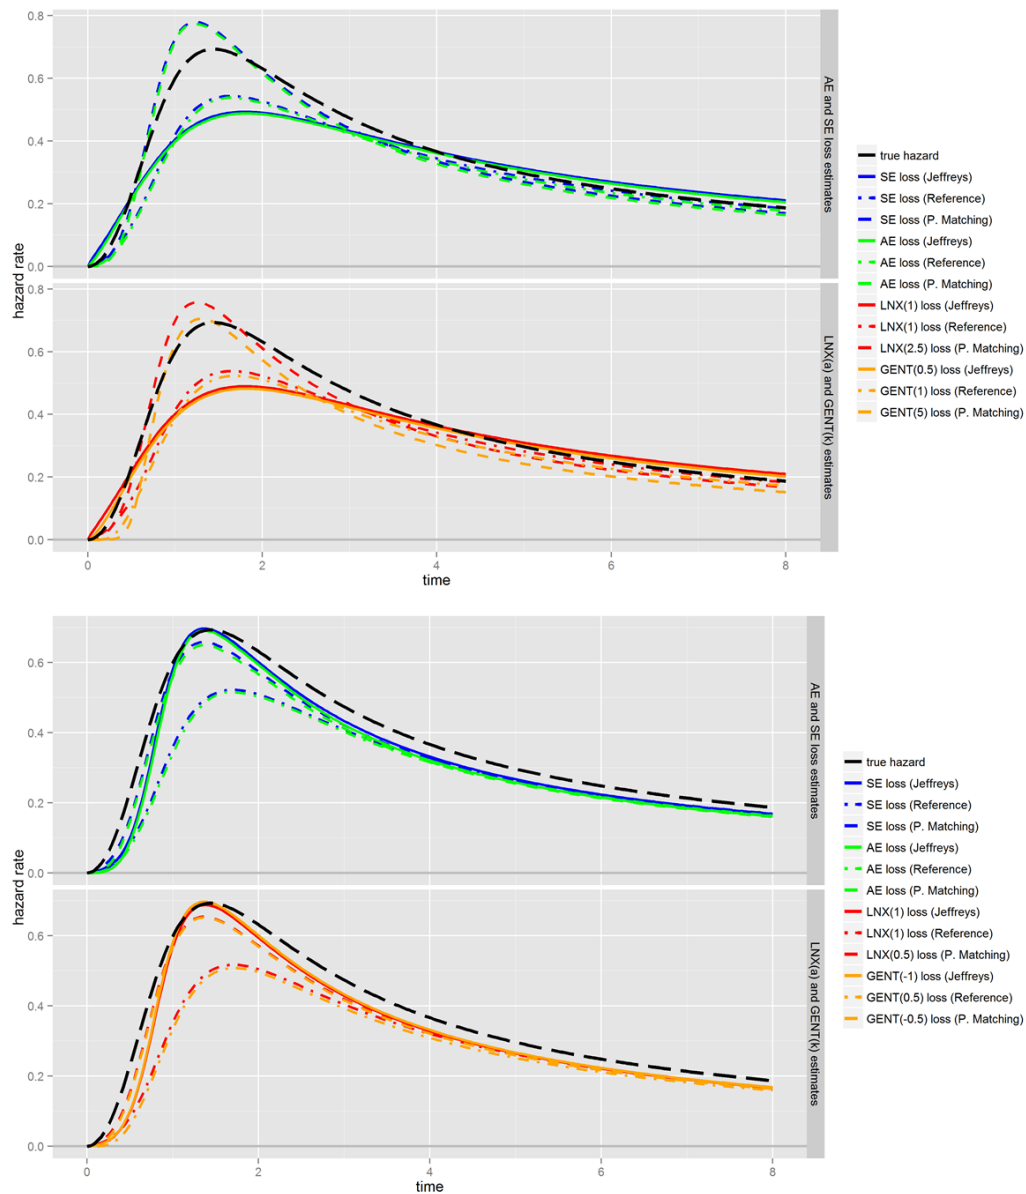 hazard rate
0.8
0.6
0.4
0.2
0.0
AE and SE loss estimates
0.8
0.6
0.4
0.2
0.0
LNX(a) and GENT(k) estimates
0 2 4 6 8
time
true hazard
SE loss (Jeffreys)
SE loss (Reference)
SE loss (P. Matching)
AE loss (Jeffreys)
AE loss (Reference)
AE loss (P. Matching)
LNX(1) loss (Jeffreys)
LNX(1) loss (Reference)
LNX(2.5) loss (P. Matching)
GENT(0.5) loss (Jeffreys)
GENT(1) loss (Reference)
GENT(5) loss (P. Matching)
hazard rate
0.6
0.4
0.2
0.0
AE and SE loss estimates
0.6
0.4
0.2
0.0
LNX(a) and GENT(k) estimates
0 2 4 6 8
time
true hazard
SE loss (Jeffreys)
SE loss (Reference)
SE loss (P. Matching)
AE loss (Jeffreys)
AE loss (Reference)
AE loss (P. Matching)
LNX(1) loss (Jeffreys)
LNX(1) loss (Reference)
LNX(0.5) loss (P. Matching)
GENT(-1) loss (Jeffreys)
GENT(0.5) loss (Reference)
GENT(-0.5) loss (P. Matching)